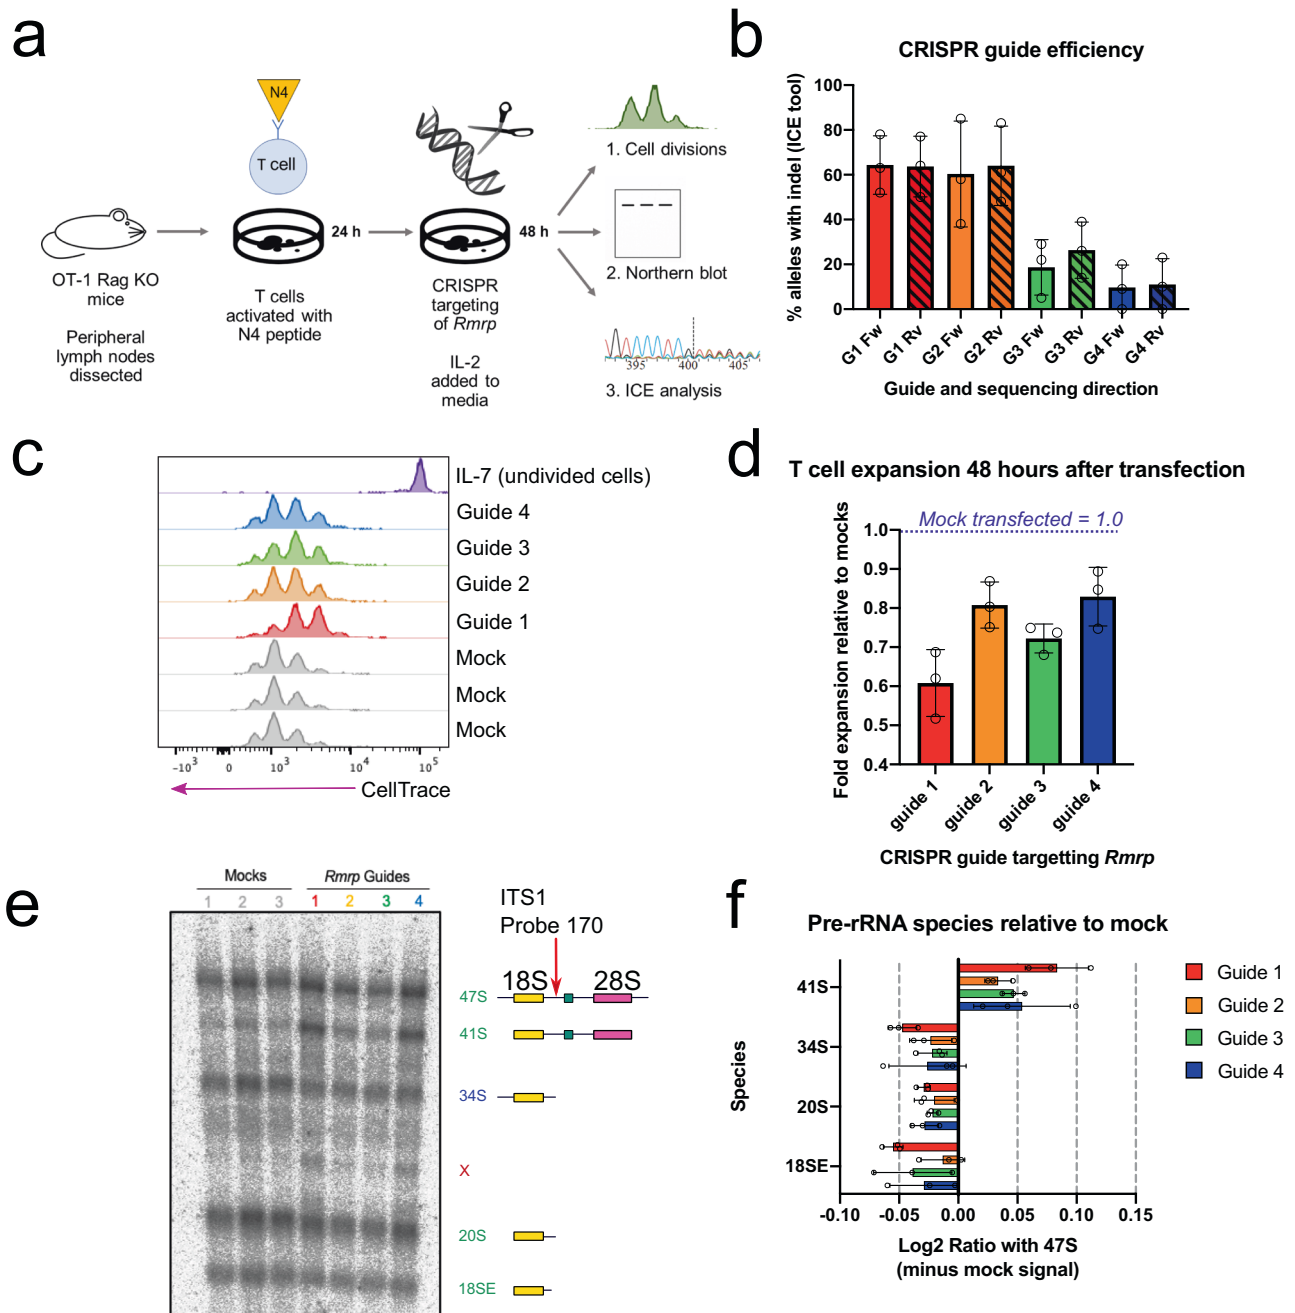 a
N4
T cell
24 h
48 h
OT-1 Rag KO
mice
Peripheral
lymph nodes
dissected
T cells
activated with
N4 peptide
CRISPR
targeting
of Rmrp
IL-2
added to
media
1. Cell divisions
2. Northern blot
395 400 405
3. ICE analysis
b
CRISPR guide efficiency
% alleles with indel (ICE tool)
100
80
60
40
20
0
G1 Fw
G1 Rv
G2 Fw
G2 Rv
G3 Fw
G3 Rv
G4 Fw
G4 Rv
Guide and sequencing direction
c
IL-7 (undivided cells)
Guide 4
Guide 3
Guide 2
Guide 1
Mock
Mock
Mock
-10³ 0 10³ 10⁴ 10⁵
CellTrace
d
T cell expansion 48 hours after transfection
Mock transfected = 1.0
Fold expansion relative to mocks
1.0
0.9
0.8
0.7
0.6
0.5
0.4
guide 1
guide 2
guide 3
guide 4
CRISPR guide targetting Rmrp
e
Mocks Rmrp Guides
1 2 3 1 2 3 4
ITS1
Probe 170
18S 28S
47S
41S
34S
X
20S
18SE
f
Pre-rRNA species relative to mock
Species
41S
34S
20S
18SE
-0.10 -0.05 0.00 0.05 0.10 0.15
Log2 Ratio with 47S
(minus mock signal)
Guide 1
Guide 2
Guide 3
Guide 4